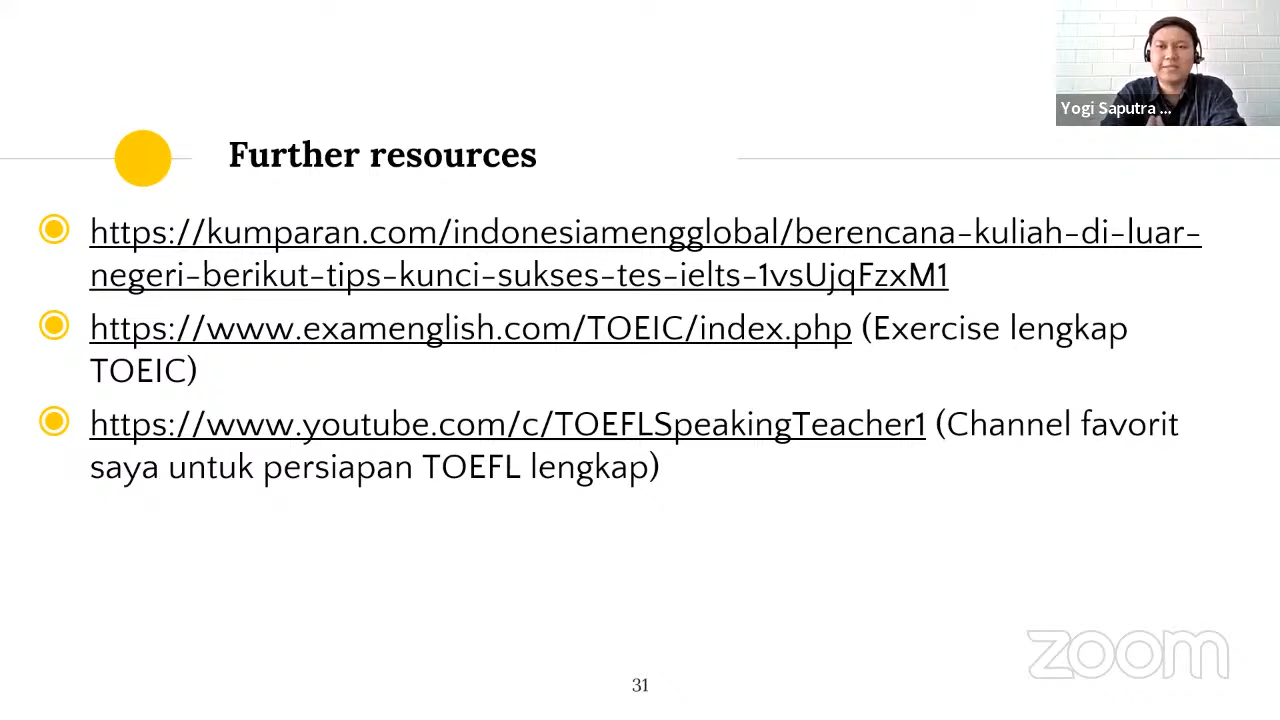 Yogi Saputra ...
Further resources
https://kumparan.com/indonesiamengglobal/berencana-kuliah-di-luar-
negeri-berikut-tips-kunci-sukses-tes-ielts-1vsUjqFzxM1
https://www.examenglish.com/TOEIC/index.php (Exercise lengkap
TOEIC)
https://www.youtube.com/c/TOEFLSpeakingTeacher1 (Channel favorit
saya untuk persiapan TOEFL lengkap)
zoom
31